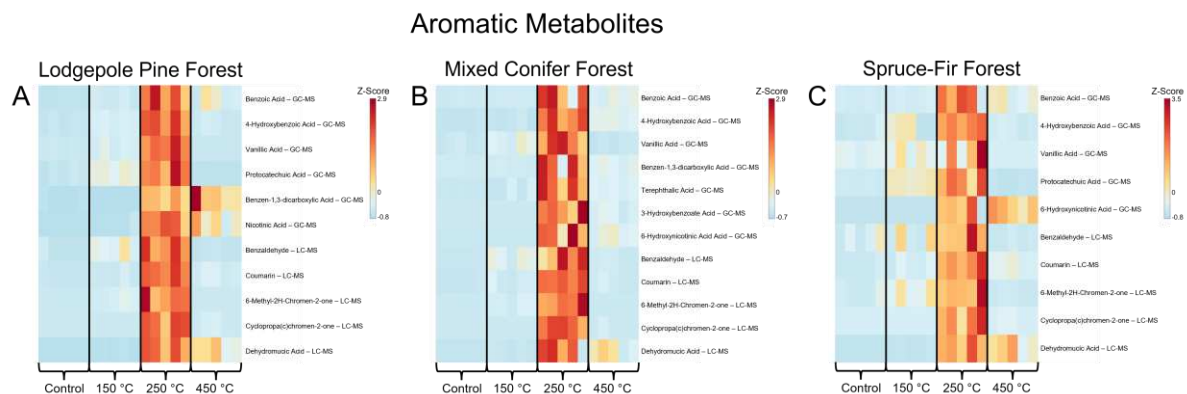 Aromatic Metabolites
Lodgepole Pine Forest
A
Z-Score
2.9
0
-0.8
Benzoic Acid – GC-MS
4-Hydroxybenzoic Acid – GC-MS
Vanillic Acid – GC-MS
Protocatechuic Acid – GC-MS
Benzen-1,3-dicarboxylic Acid – GC-MS
Nicotinic Acid – GC-MS
Benzaldehyde – LC-MS
Coumarin – LC-MS
6-Methyl-2H-Chromen-2-one – LC-MS
Cyclopropa(c)chromen-2-one – LC-MS
Dehydromucic Acid – LC-MS
Control 150 °C 250 °C 450 °C
Mixed Conifer Forest
B
Z-Score
2.9
0
-0.7
Benzoic Acid – GC-MS
4-Hydroxybenzoic Acid – GC-MS
Vanillic Acid – GC-MS
Benzen-1,3-dicarboxylic Acid – GC-MS
Terephthalic Acid – GC-MS
3-Hydroxybenzoate Acid – GC-MS
6-Hydroxynicotinic Acid Acid – GC-MS
Benzaldehyde – LC-MS
Coumarin – LC-MS
6-Methyl-2H-Chromen-2-one – LC-MS
Cyclopropa(c)chromen-2-one – LC-MS
Dehydromucic Acid – LC-MS
Control 150 °C 250 °C 450 °C
Spruce-Fir Forest
C
Z-Score
3.5
0
-0.8
Benzoic Acid – GC-MS
4-Hydroxybenzoic Acid – GC-MS
Vanillic Acid – GC-MS
Protocatechuic Acid – GC-MS
6-Hydroxynicotinic Acid – GC-MS
Benzaldehyde – LC-MS
Coumarin – LC-MS
6-Methyl-2H-Chromen-2-one – LC-MS
Cyclopropa(c)chromen-2-one – LC-MS
Dehydromucic Acid – LC-MS
Control 150 °C 250 °C 450 °C